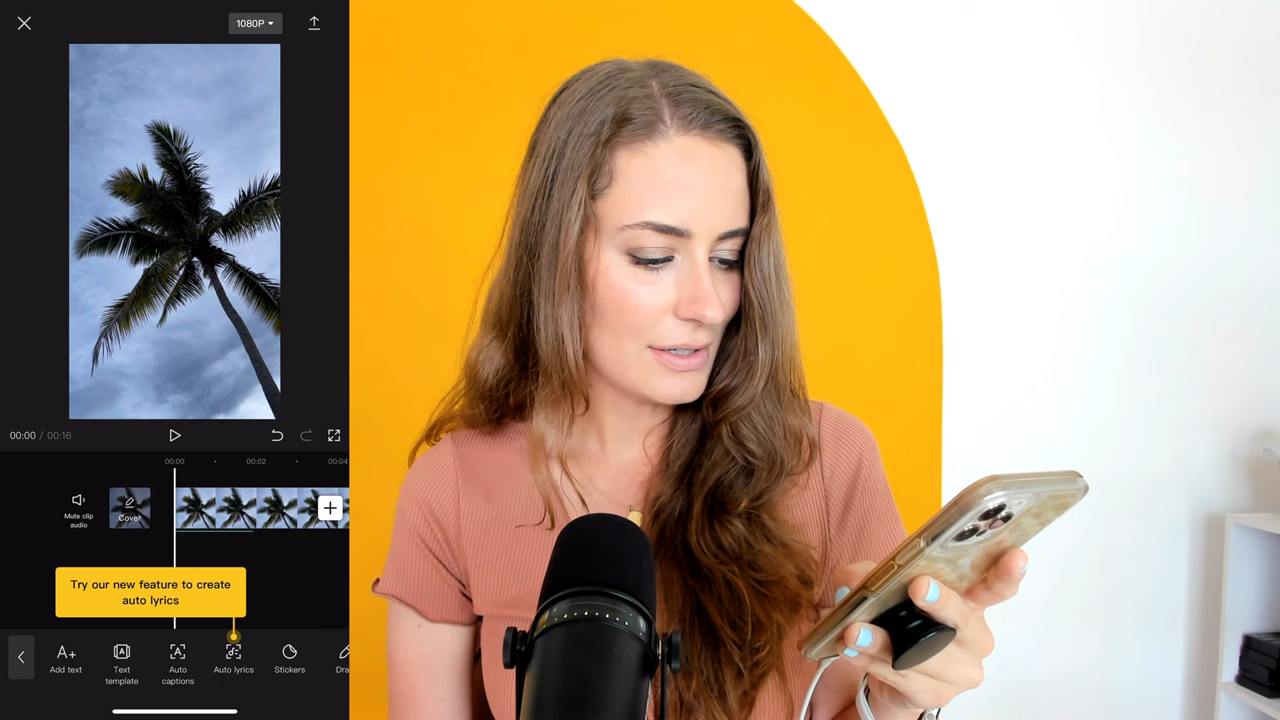 1080P
00:00 / 00:16
00:00 00:02 00:04
Mute clip
audio
Cover
Try our new feature to create
auto lyrics
Add text
Text
template
Auto
captions
Auto lyrics
Stickers
Dra